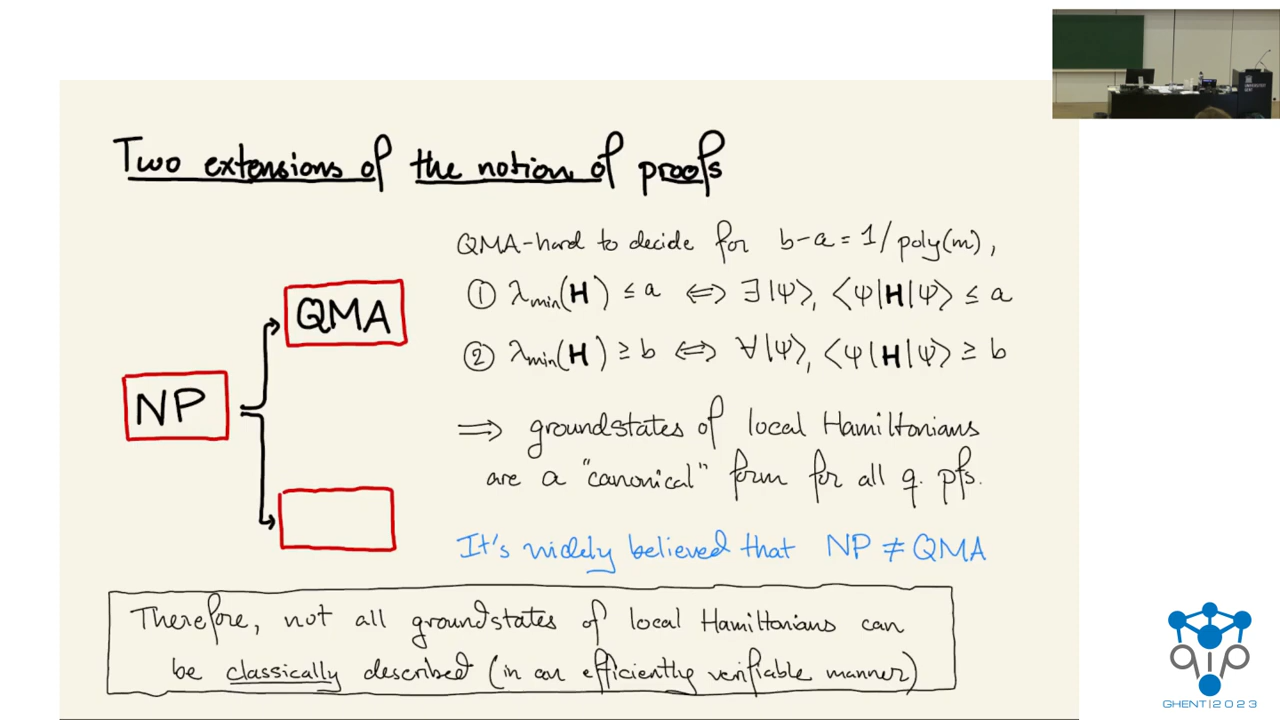 Two extensions of the notion of proofs
QMA-hard to decide for b-a = 1/poly(m),
① λmin(H) ≤ a ⟺ ∃|ψ⟩, ⟨ψ|H|ψ⟩ ≤ a
② λmin(H) ≥ b ⟺ ∀|ψ⟩, ⟨ψ|H|ψ⟩ ≥ b
QMA
NP
⟹ groundstates of local Hamiltonians
are a "canonical" form for all q. pfs.
It's widely believed that NP ≠ QMA
Therefore, not all groundstates of local Hamiltonians can
be classically described (in an efficiently verifiable manner)
qip
GHENT|2023